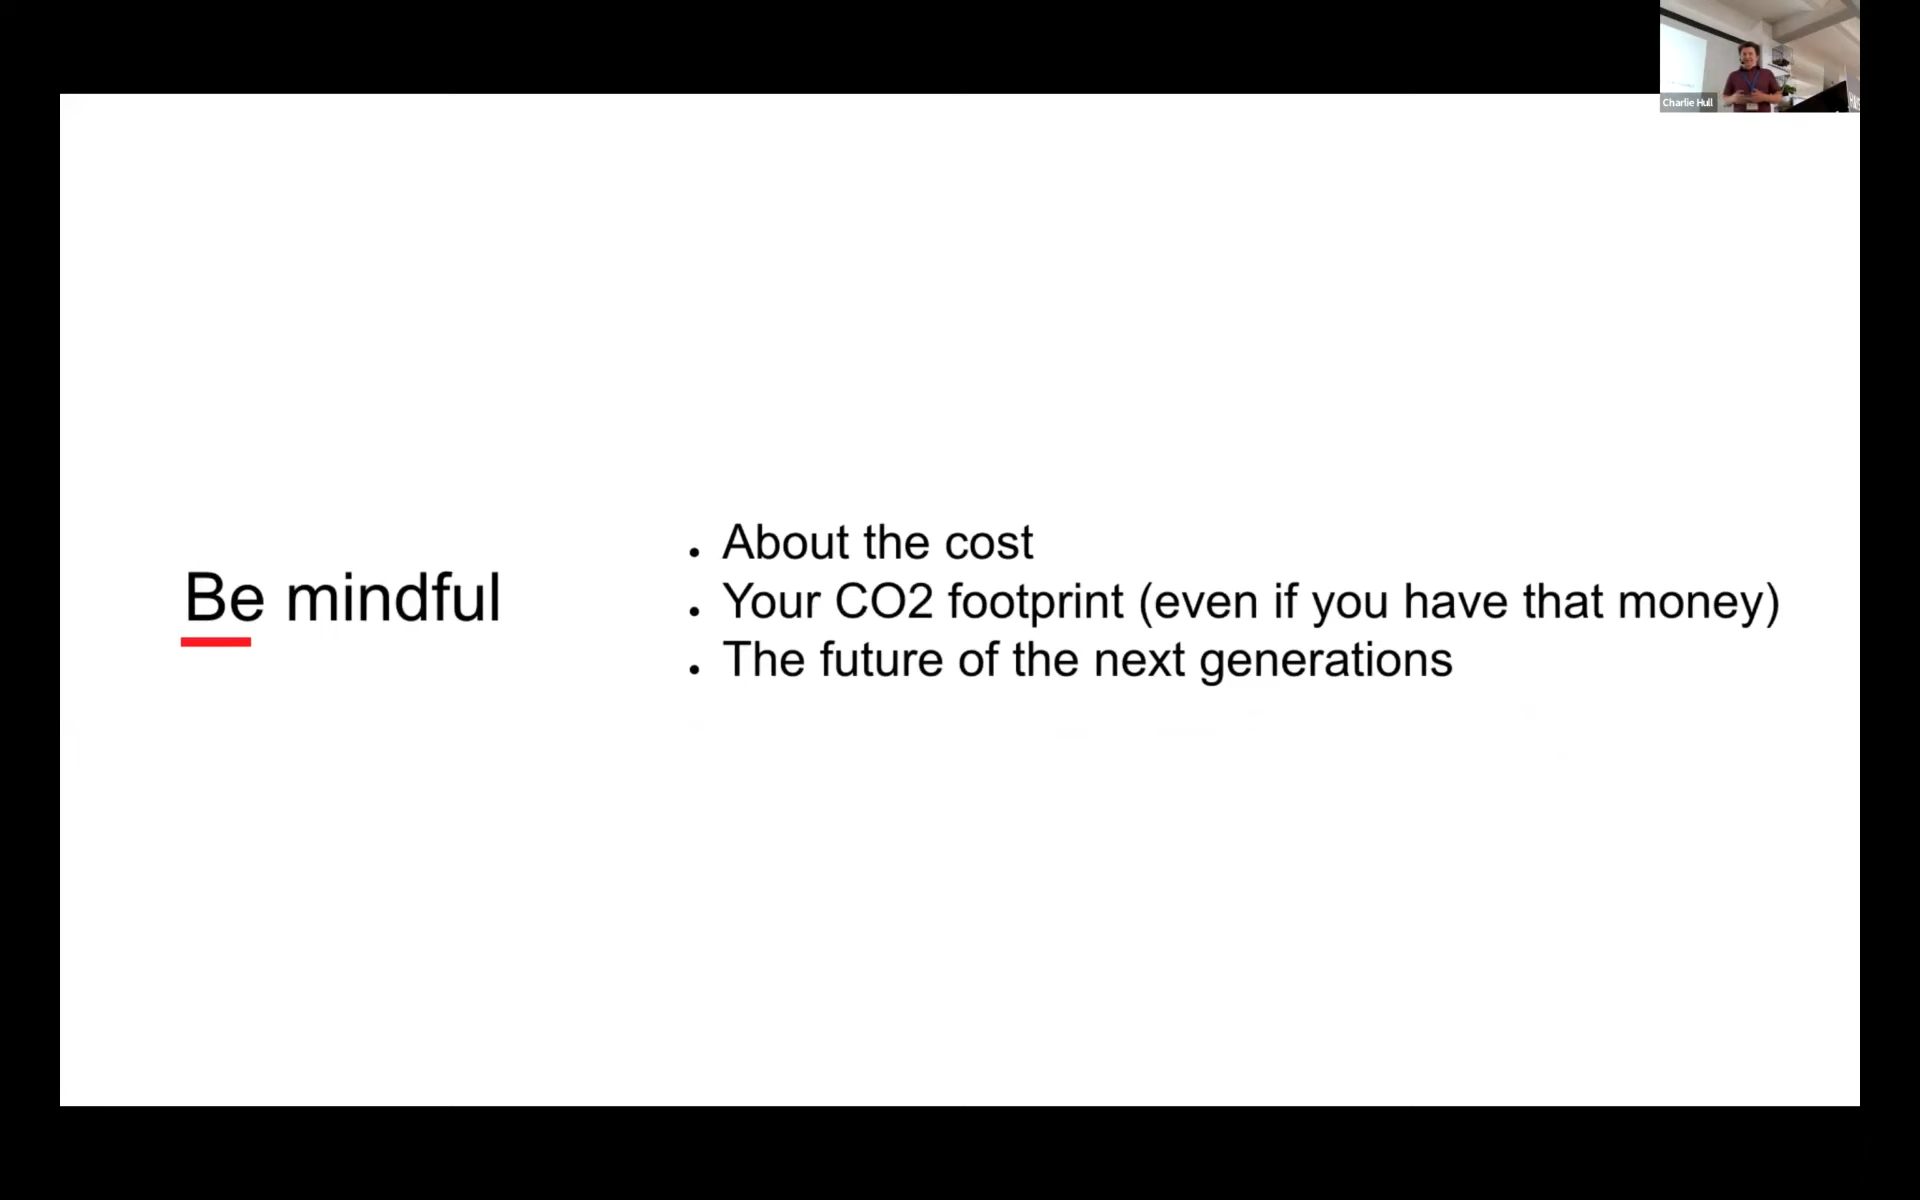 Charlie Hull
Be mindful
About the cost
Your CO2 footprint (even if you have that money)
The future of the next generations